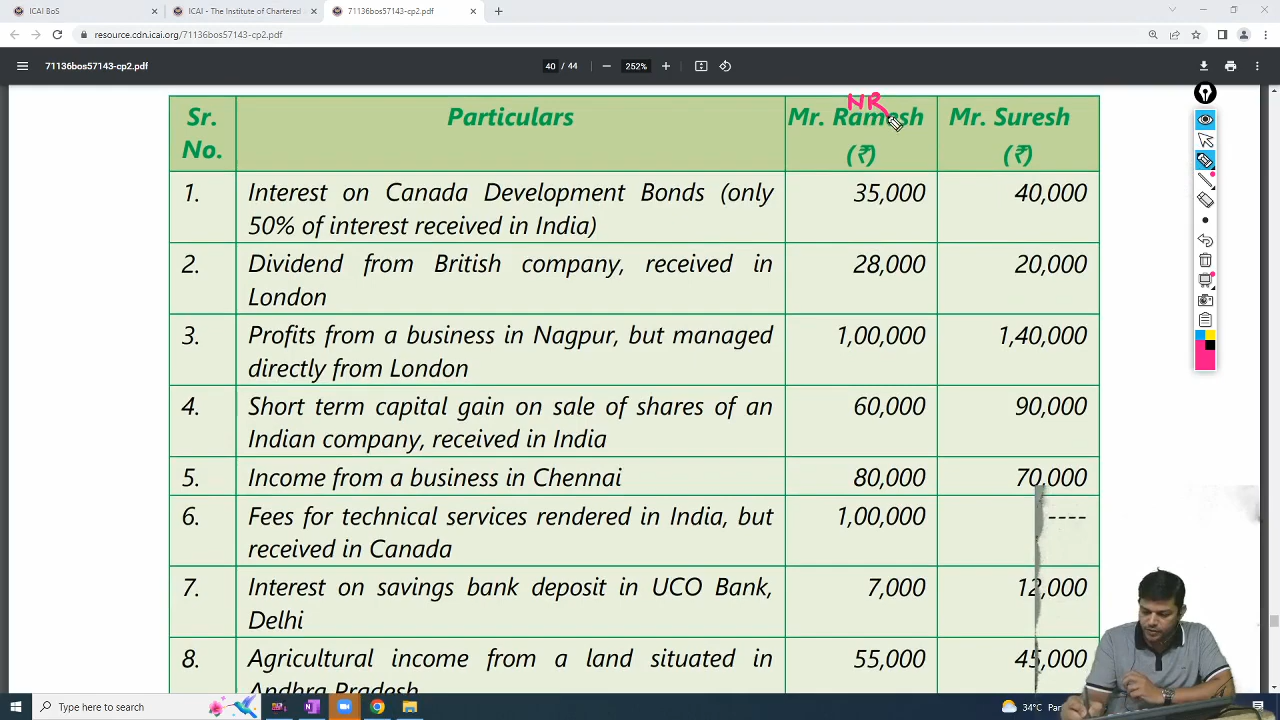 ICAI BoS
ICAI - The Institute of Chartered
71136bos57143-cp2.pdf
resource.cdn.icai.org/71136bos57143-cp2.pdf
71136bos57143-cp2.pdf
40 / 44
252%
NR
Sr. No.
Particulars
Mr. Ramesh
Mr. Suresh
(₹)
(₹)
1.
Interest on Canada Development Bonds (only
35,000
40,000
50% of interest received in India)
2.
Dividend from British company, received in
28,000
20,000
London
3.
Profits from a business in Nagpur, but managed
1,00,000
1,40,000
directly from London
4.
Short term capital gain on sale of shares of an
60,000
90,000
Indian company, received in India
5.
Income from a business in Chennai
80,000
70,000
6.
Fees for technical services rendered in India, but
1,00,000
----
received in Canada
7.
Interest on savings bank deposit in UCO Bank,
7,000
12,000
Delhi
8.
Agricultural income from a land situated in
55,000
45,000
Andhra Pradesh
Type here to search
34°C